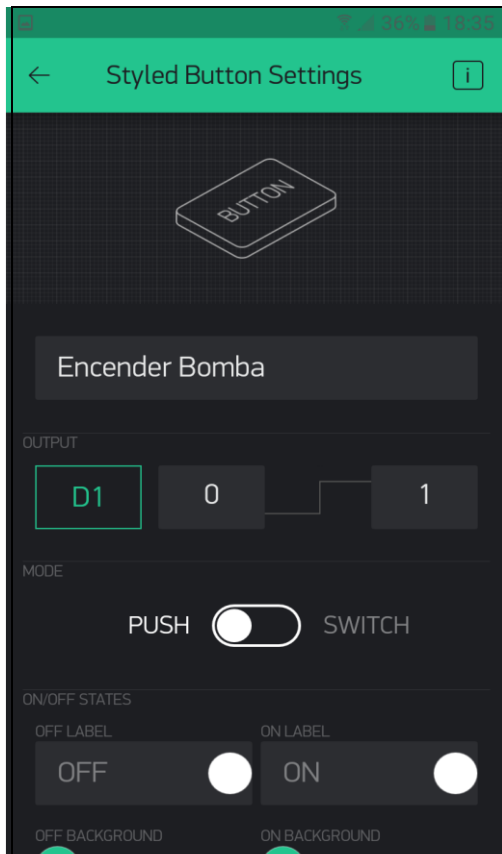 36% 18:35
Styled Button Settings i
BUTTON
Encender Bomba
OUTPUT
D1 0 1
MODE
PUSH SWITCH
ON/OFF STATES
OFF LABEL ON LABEL
OFF ON
OFF BACKGROUND ON BACKGROUND